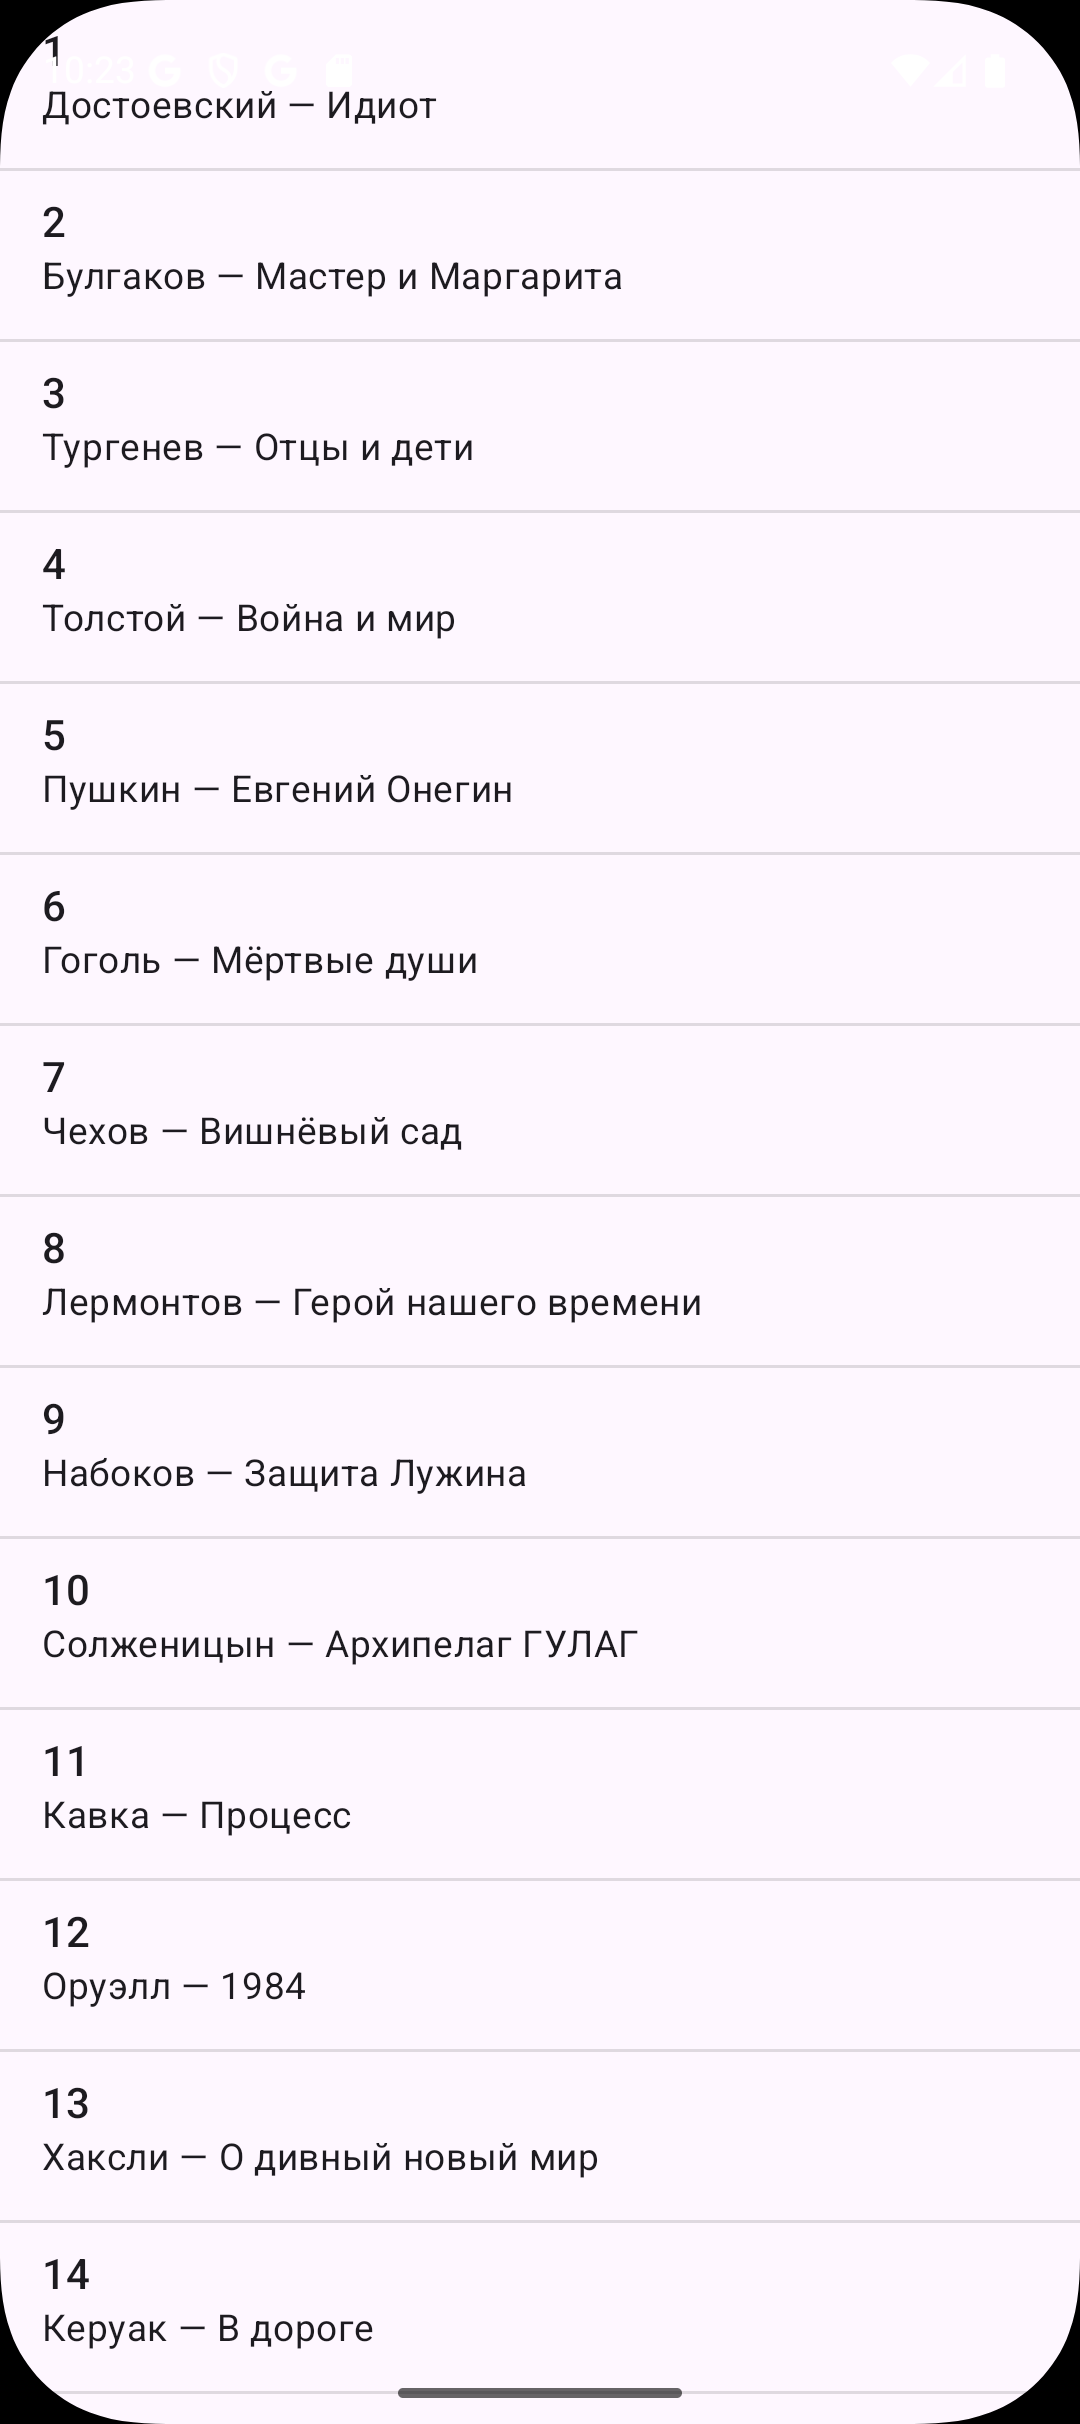 1
10:23
Достоевский — Идиот
2
Булгаков — Мастер и Маргарита
3
Тургенев — Отцы и дети
4
Толстой — Война и мир
5
Пушкин — Евгений Онегин
6
Гоголь — Мёртвые души
7
Чехов — Вишнёвый сад
8
Лермонтов — Герой нашего времени
9
Набоков — Защита Лужина
10
Солженицын — Архипелаг ГУЛАГ
11
Кавка — Процесс
12
Оруэлл — 1984
13
Хаксли — О дивный новый мир
14
Керуак — В дороге